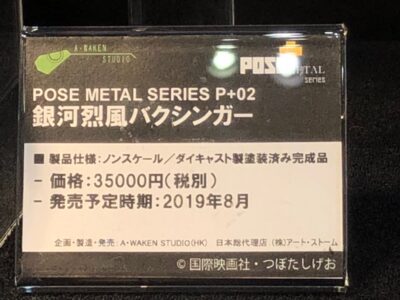 A·WAKEN
STUDIO
POSE METAL
SERIES
POSE METAL SERIES P+02
銀河烈風バクシンガー
■ 製品仕様:ノンスケール／ダイキャスト製塗装済み完成品
- 価格:35000円(税別)
- 発売予定時期:2019年8月
企画・製造・発売:A·WAKEN STUDIO(HK) 日本総代理店 (株)アート・ストーム
©国際映画社・つぼたしげお